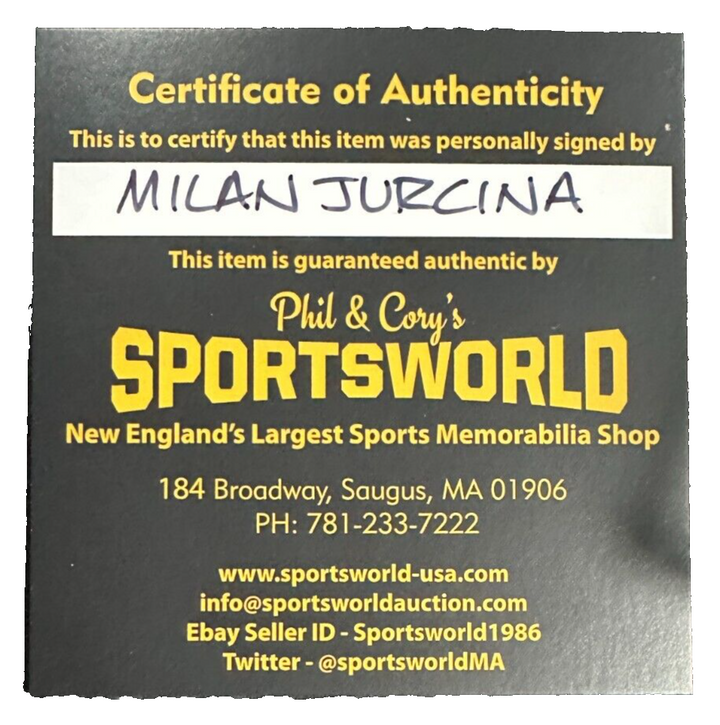 Certificate of Authenticity
This is to certify that this item was personally signed by
MILAN JURCINA
This item is guaranteed authentic by
Phil & Cory's
SPORTSWORLD
New England's Largest Sports Memorabilia Shop
184 Broadway, Saugus, MA 01906
PH: 781-233-7222
www.sportsworld-usa.com
info@sportsworldauction.com
Ebay Seller ID - Sportsworld1986
Twitter - @sportsworldMA